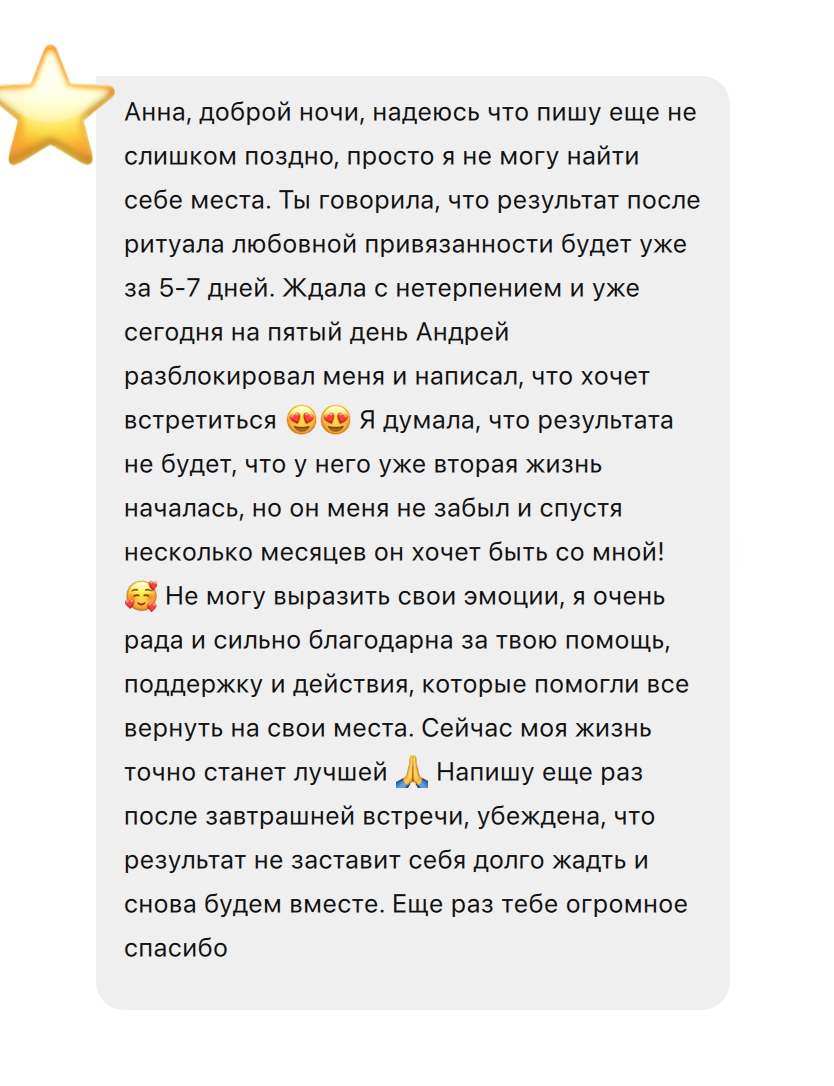 Анна, доброй ночи, надеюсь что пишу еще не
слишком поздно, просто я не могу найти
себе места. Ты говорила, что результат после
ритуала любовной привязанности будет уже
за 5-7 дней. Ждала с нетерпением и уже
сегодня на пятый день Андрей
разблокировал меня и написал, что хочет
встретиться 😍😍 Я думала, что результата
не будет, что у него уже вторая жизнь
началась, но он меня не забыл и спустя
несколько месяцев он хочет быть со мной!
🥰 Не могу выразить свои эмоции, я очень
рада и сильно благодарна за твою помощь,
поддержку и действия, которые помогли все
вернуть на свои места. Сейчас моя жизнь
точно станет лучшей 🙏 Напишу еще раз
после завтрашней встречи, убеждена, что
результат не заставит себя долго жадть и
снова будем вместе. Еще раз тебе огромное
спасибо